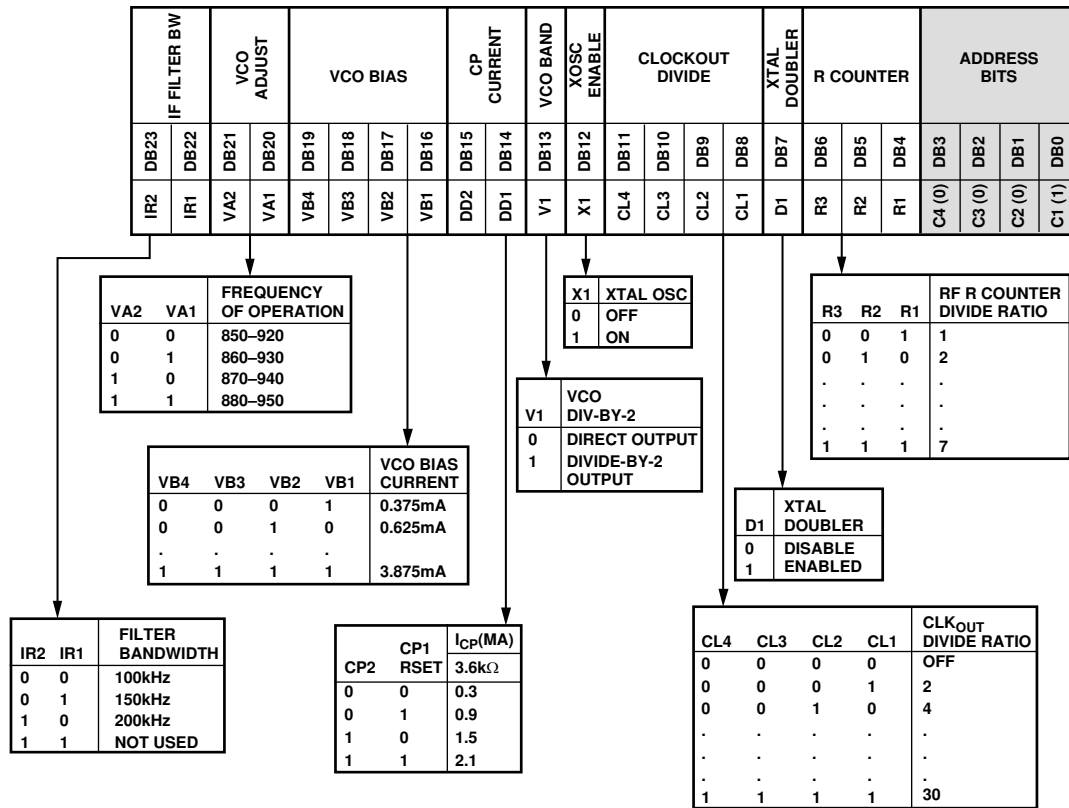 IF FILTER BW
VCO ADJUST
VCO BIAS
CP CURRENT
VCO BAND
XOSC ENABLE
CLOCKOUT DIVIDE
XTAL DOUBLER
R COUNTER
ADDRESS BITS
DB23 DB22 DB21 DB20 DB19 DB18 DB17 DB16 DB15 DB14 DB13 DB12 DB11 DB10 DB9 DB8 DB7 DB6 DB5 DB4 DB3 DB2 DB1 DB0
IR2 IR1 VA2 VA1 VB4 VB3 VB2 VB1 DD2 DD1 V1 X1 CL4 CL3 CL2 CL1 D1 R3 R2 R1 C4 (0) C3 (0) C2 (0) C1 (1)
VA2 VA1 FREQUENCY OF OPERATION
0 0 850–920
0 1 860–930
1 0 870–940
1 1 880–950
X1 XTAL OSC
0 OFF
1 ON
R3 R2 R1 RF R COUNTER DIVIDE RATIO
0 0 1 1
0 1 0 2
. . . .
. . . .
. . . .
1 1 1 7
V1 VCO DIV-BY-2
0 DIRECT OUTPUT
1 DIVIDE-BY-2 OUTPUT
VB4 VB3 VB2 VB1 VCO BIAS CURRENT
0 0 0 1 0.375mA
0 0 1 0 0.625mA
. . . .
1 1 1 1 3.875mA
D1 XTAL DOUBLER
0 DISABLE
1 ENABLED
IR2 IR1 FILTER BANDWIDTH
0 0 100kHz
0 1 150kHz
1 0 200kHz
1 1 NOT USED
CP2 CP1 RSET ICP(MA) 3.6kΩ
0 0 0.3
0 1 0.9
1 0 1.5
1 1 2.1
CL4 CL3 CL2 CL1 CLKOUT DIVIDE RATIO
0 0 0 0 OFF
0 0 0 1 2
0 0 1 0 4
. . . . .
. . . . .
. . . . .
1 1 1 1 30